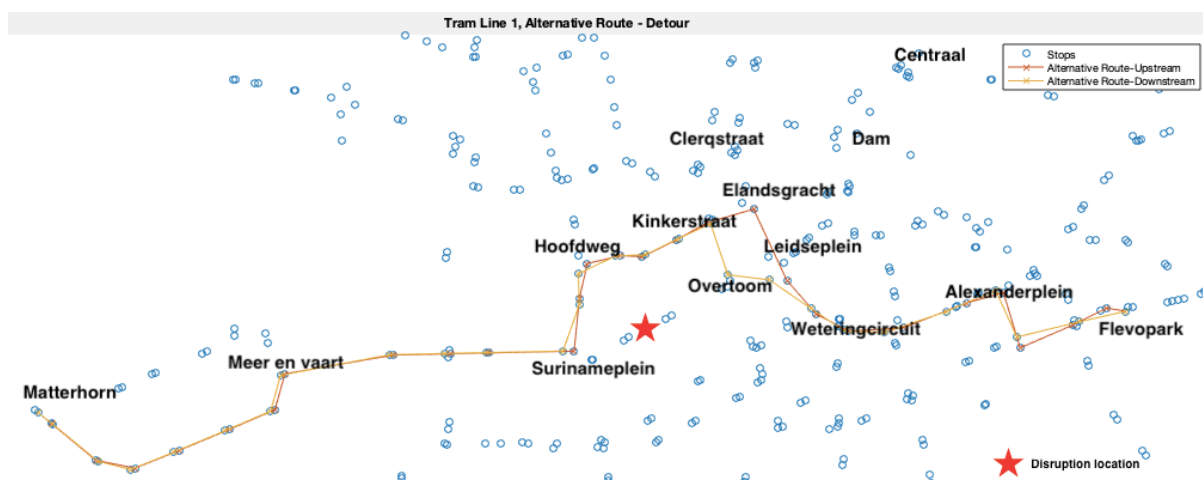 Tram Line 1, Alternative Route - Detour
Centraal
Stops
Alternative Route-Upstream
Alternative Route-Downstream
Clerqstraat
Dam
Elandsgracht
Kinkerstraat
Hoofdweg
Leidseplein
Overtoom
Alexanderplein
Weteringcircuit
Flevopark
Meer en vaart
Surinameplein
Matterhorn
Disruption location